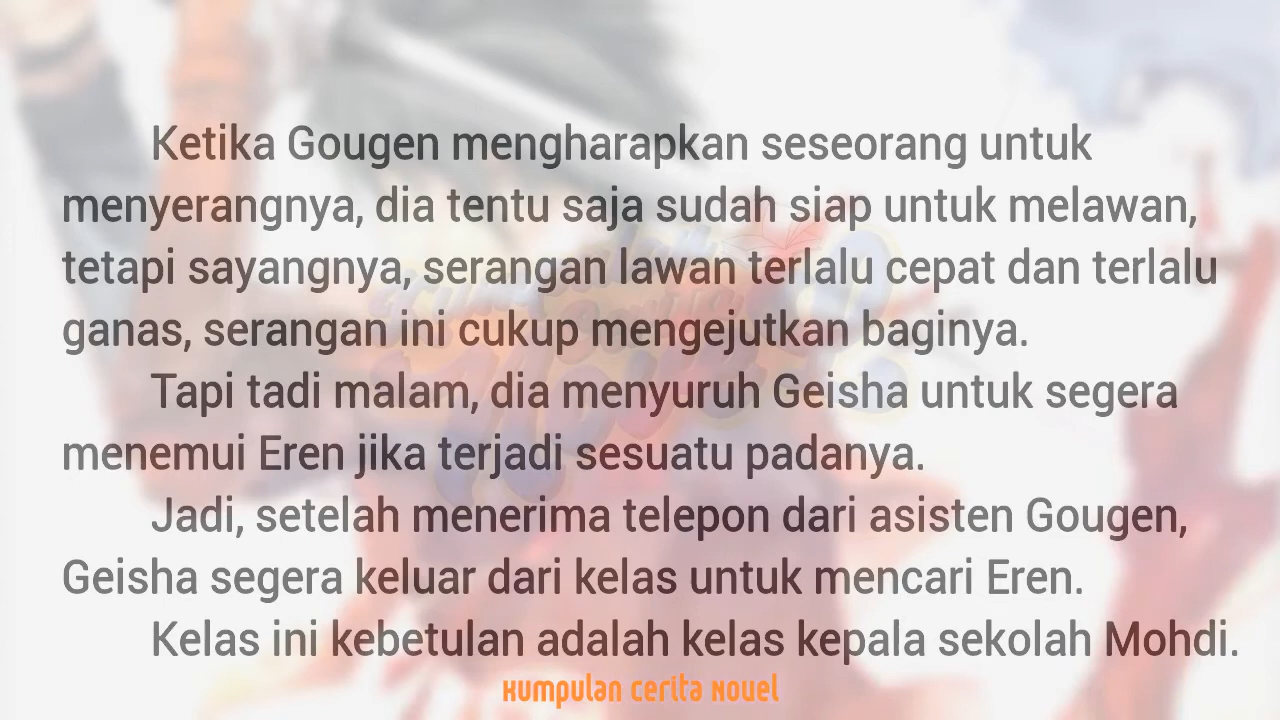 Ketika Gougen mengharapkan seseorang untuk
menyerangnya, dia tentu saja sudah siap untuk melawan,
tetapi sayangnya, serangan lawan terlalu cepat dan terlalu
ganas, serangan ini cukup mengejutkan baginya.
Tapi tadi malam, dia menyuruh Geisha untuk segera
menemui Eren jika terjadi sesuatu padanya.
Jadi, setelah menerima telepon dari asisten Gougen,
Geisha segera keluar dari kelas untuk mencari Eren.
Kelas ini kebetulan adalah kelas kepala sekolah Mohdi.
Kumpulan Cerita Novel